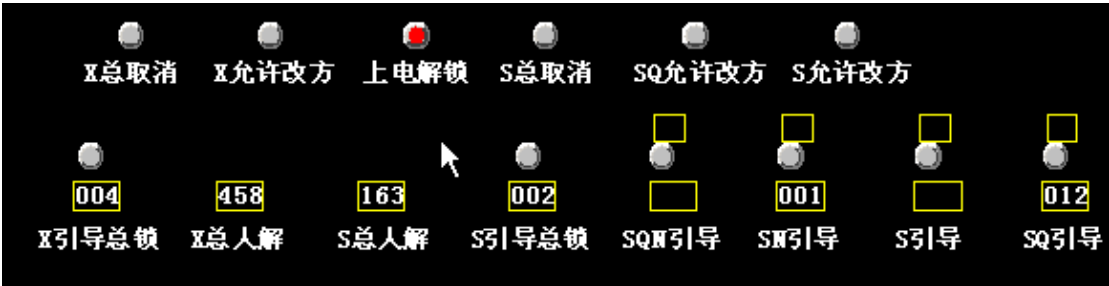 X总取消 X允许改方 上电解锁 S总取消 SQ允许改方 S允许改方
004 458 163 002 001 012
X引导总锁 X总人解 S总人解 S引导总锁 SQN引导 SN引导 S引导 SQ引导